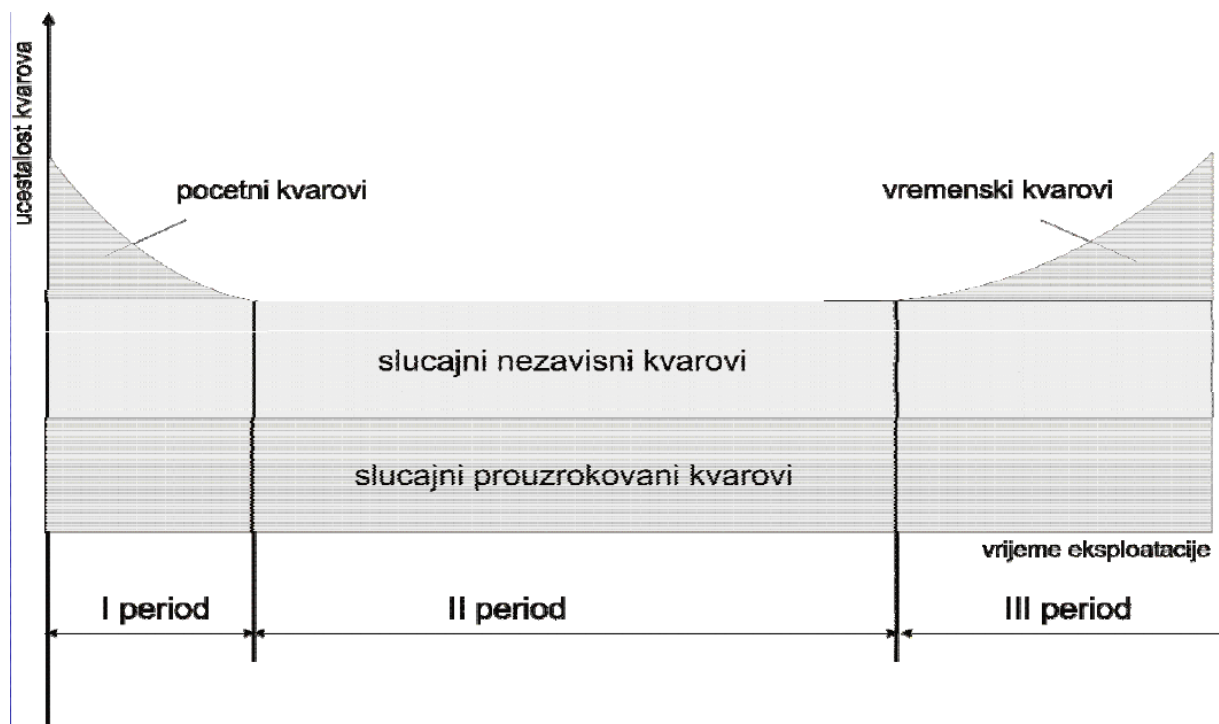 ucestalost kvarova
pocetni kvarovi
vremenski kvarovi
slucajni nezavisni kvarovi
slucajni prouzrokovani kvarovi
vrijeme eksploatacije
I period
II period
III period